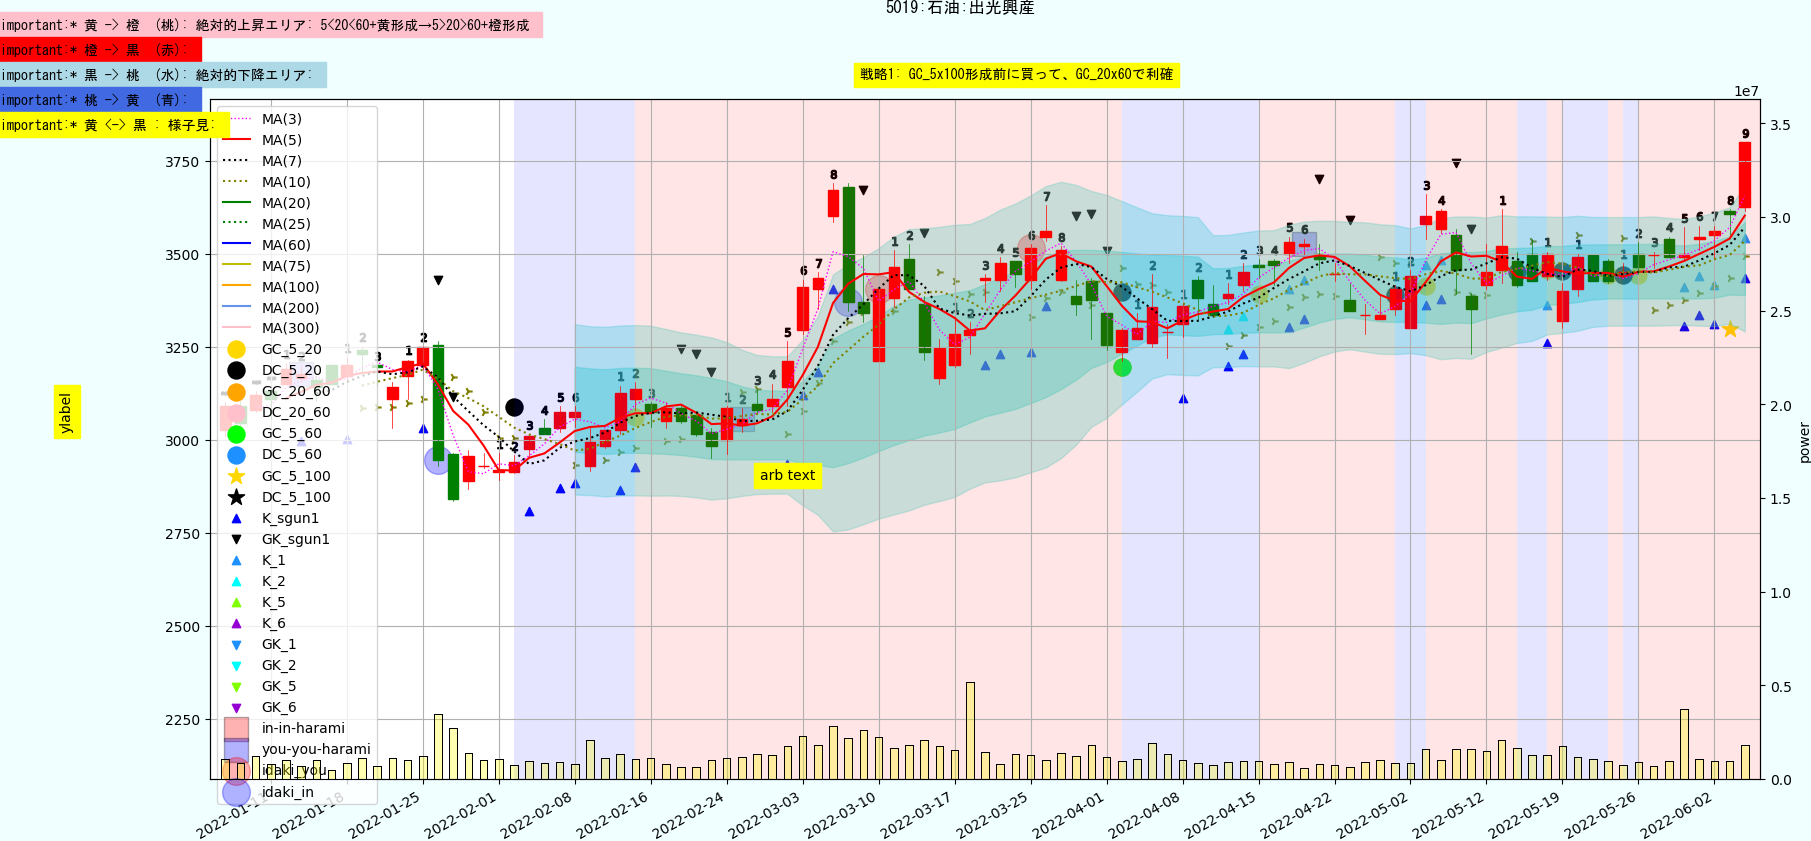 5019:石油:出光興産
important:* 黄 -> 橙 (桃): 絶対的上昇エリア: 5<20<60+黄形成→5>20>60+橙形成
important:* 橙 -> 黒 (赤):
important:* 黒 -> 桃 (水): 絶対的下降エリア:
戦略1: GC_5x100形成前に買って、GC_20x60で利確
important:* 桃 -> 黄 (青):
important:* 黄 <-> 黒 : 様子見:
1e7
MA(3)
MA(5)
MA(7)
MA(10)
MA(20)
MA(25)
MA(60)
MA(75)
MA(100)
MA(200)
MA(300)
GC_5_20
DC_5_20
GC_20_60
DC_20_60
GC_5_60
DC_5_60
GC_5_100
DC_5_100
K_sgun1
GK_sgun1
K_1
K_2
K_5
K_6
GK_1
GK_2
GK_5
GK_6
in-in-harami
you-you-harami
idaki_you
idaki_in
3750
3500
3250
3000
2750
2500
2250
ylabel
arb text
3.5
3.0
2.5
2.0
1.5
1.0
0.5
0.0
power
2022-01-18
2022-01-25
2022-02-01
2022-02-08
2022-02-16
2022-02-24
2022-03-03
2022-03-10
2022-03-17
2022-03-25
2022-04-01
2022-04-08
2022-04-15
2022-04-22
2022-05-02
2022-05-12
2022-05-19
2022-05-26
2022-06-02